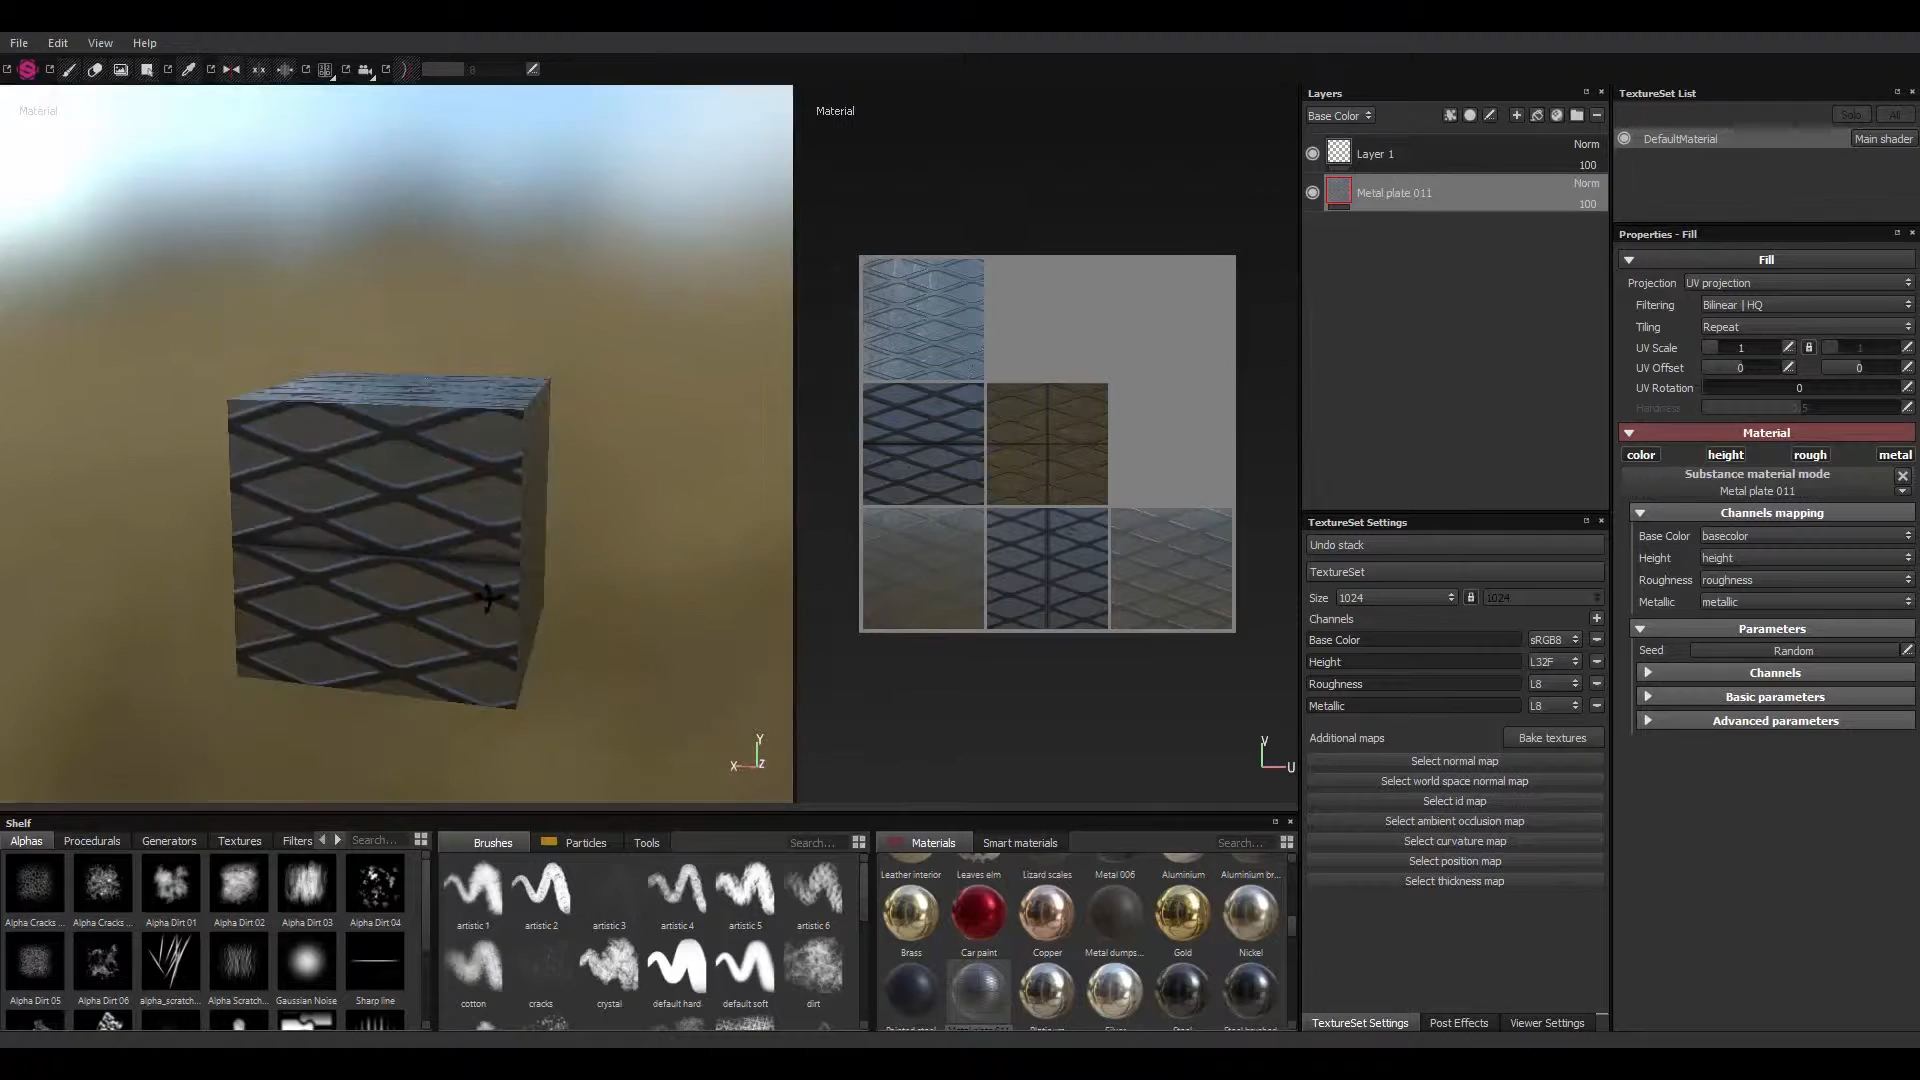 File Edit View Help
8
Material
Material
Layers
Base Color
Layer 1
Norm
100
Metal plate 011
Norm
100
TextureSet List
Solo All
DefaultMaterial
Main shader
Properties - Fill
Fill
Projection UV projection
Filtering Bilinear | HQ
Tiling Repeat
UV Scale 1 1
UV Offset 0 0
UV Rotation 0
Hardness
Material
color height rough metal
Substance material mode
Metal plate 011
Channels mapping
Base Color basecolor
Height height
Roughness roughness
Metallic metallic
Parameters
Seed Random
Channels
Basic parameters
Advanced parameters
TextureSet Settings
Undo stack
TextureSet
Size 1024 1024
Channels
Base Color sRGB8
Height L32F
Roughness L8
Metallic L8
Additional maps Bake textures
Select normal map
Select world space normal map
Select id map
Select ambient occlusion map
Select curvature map
Select position map
Select thickness map
TextureSet Settings Post Effects Viewer Settings
Y
X Z
V
U
Shelf
Alphas Procedurals Generators Textures Filters Search...
Alpha Cracks ... Alpha Cracks ... Alpha Dirt 01 Alpha Dirt 02 Alpha Dirt 03 Alpha Dirt 04
Alpha Dirt 05 Alpha Dirt 06 alpha_scratch... Alpha Scratch... Gaussian Noise Sharp line
Brushes Particles Tools Search...
artistic 1 artistic 2 artistic 3 artistic 4 artistic 5 artistic 6
cotton cracks crystal default hard default soft dirt
Materials Smart materials Search...
Leather interior Leaves elm Lizard scales Metal 006 Aluminium Aluminium br...
Brass Car paint Copper Metal dumps... Gold Nickel